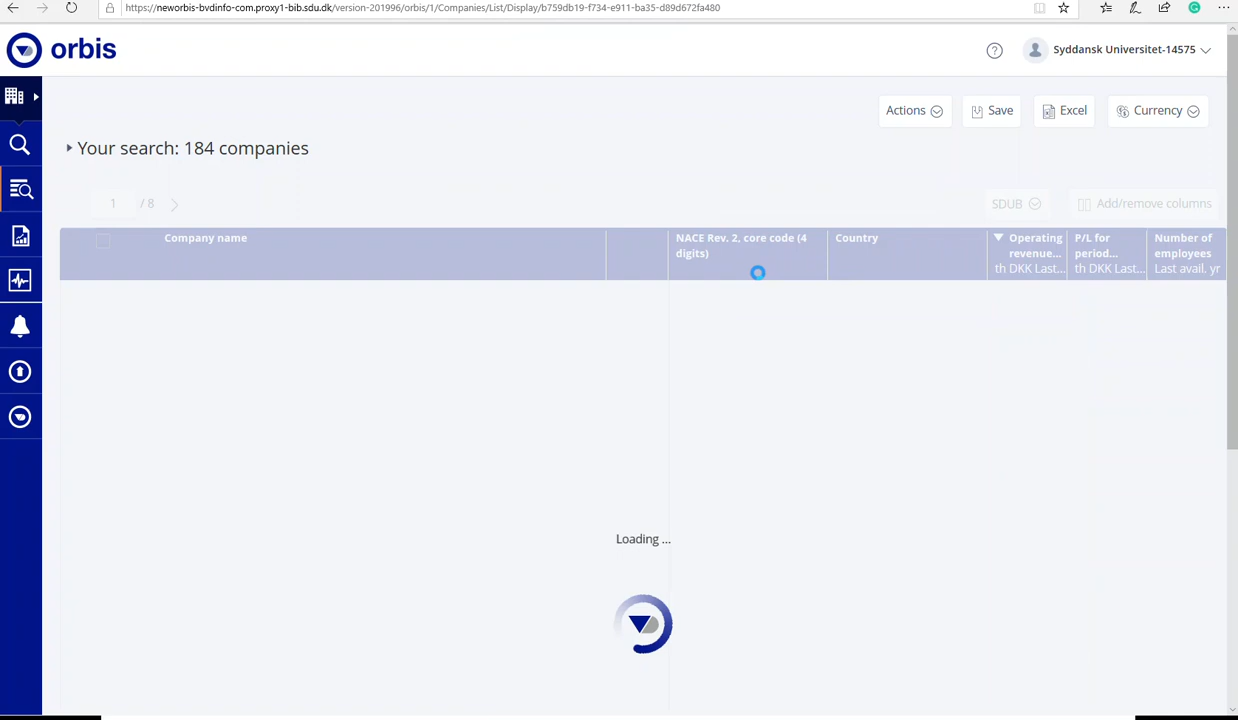 https://neworbis-bvdinfo-com.proxy1-bib.sdu.dk/version-201996/orbis/1/Companies/List/Display/b759db19-f734-e911-ba35-d89d672fa480
orbis
? Syddansk Universitet-14575
Actions Save Excel Currency
Your search: 184 companies
1 / 8 SDUB Add/remove columns
Company name NACE Rev. 2, core code (4 Country Operating P/L for Number of
digits) revenue... period... employees
th DKK Last... th DKK Last... Last avail. yr
Loading ...